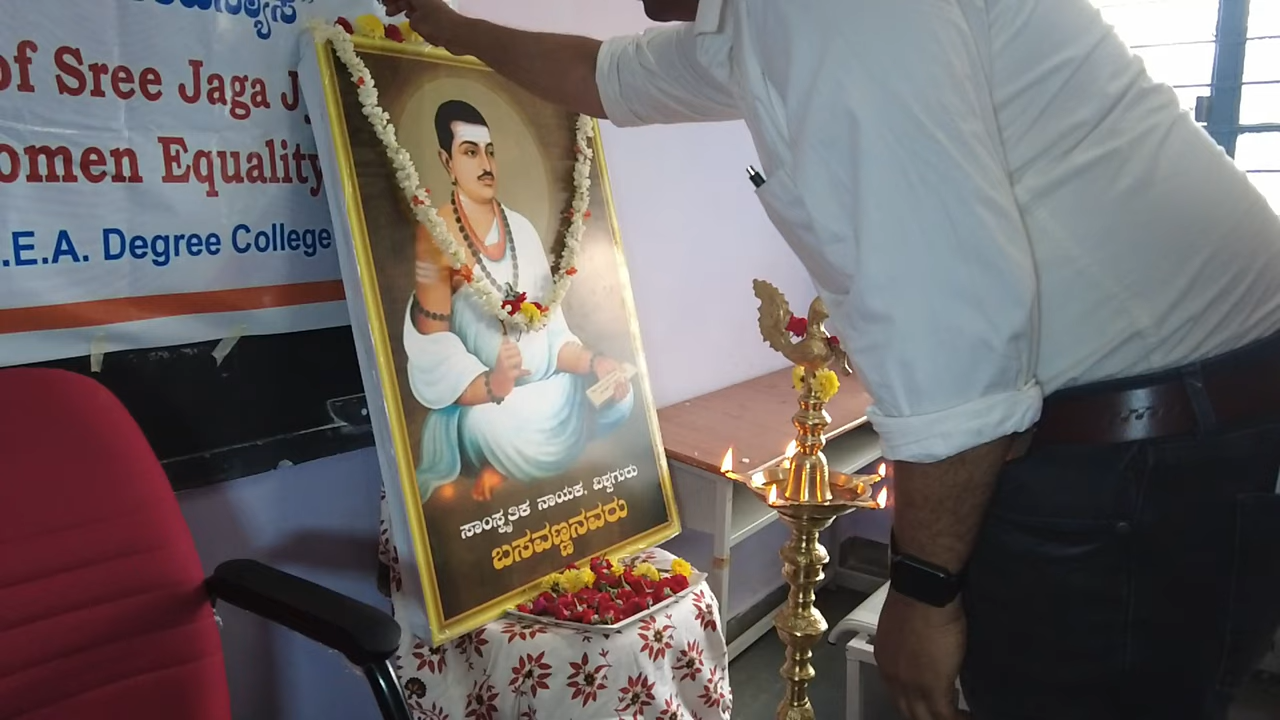 of Sree Jaga
omen Equality
.E.A. Degree College
ಸಾಂಸ್ಕೃತಿಕ ನಾಯಕ, ವಿಶ್ವಗುರು
ಬಸವಣ್ಣನವರು